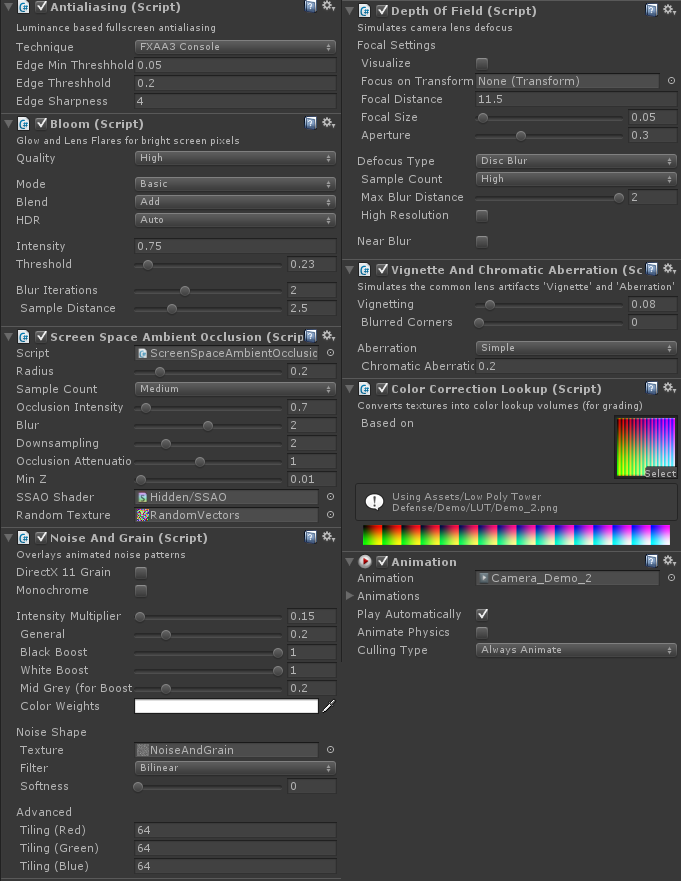 Antialiasing (Script)
Luminance based fullscreen antialiasing
Technique FXAA3 Console
Edge Min Threshhold 0.05
Edge Threshhold 0.2
Edge Sharpness 4
Bloom (Script)
Glow and Lens Flares for bright screen pixels
Quality High
Mode Basic
Blend Add
HDR Auto
Intensity 0.75
Threshold 0.23
Blur Iterations 2
Sample Distance 2.5
Screen Space Ambient Occlusion (Scrip
Script ScreenSpaceAmbientOcclusic
Radius 0.2
Sample Count Medium
Occlusion Intensity 0.7
Blur 2
Downsampling 2
Occlusion Attenuatio 1
Min Z 0.01
SSAO Shader Hidden/SSAO
Random Texture RandomVectors
Noise And Grain (Script)
Overlays animated noise patterns
DirectX 11 Grain
Monochrome
Intensity Multiplier 0.15
General 0.2
Black Boost 1
White Boost 1
Mid Grey (for Boost 0.2
Color Weights
Noise Shape
Texture NoiseAndGrain
Filter Bilinear
Softness 0
Advanced
Tiling (Red) 64
Tiling (Green) 64
Tiling (Blue) 64
Depth Of Field (Script)
Simulates camera lens defocus
Focal Settings
Visualize
Focus on Transform None (Transform)
Focal Distance 11.5
Focal Size 0.05
Aperture 0.3
Defocus Type Disc Blur
Sample Count High
Max Blur Distance 2
High Resolution
Near Blur
Vignette And Chromatic Aberration (Sc
Simulates the common lens artifacts 'Vignette' and 'Aberration'
Vignetting 0.08
Blurred Corners 0
Aberration Simple
Chromatic Aberratic 0.2
Color Correction Lookup (Script)
Converts textures into color lookup volumes (for grading)
Based on
Select
Using Assets/Low Poly Tower
Defense/Demo/LUT/Demo_2.png
Animation
Animation Camera_Demo_2
Animations
Play Automatically
Animate Physics
Culling Type Always Animate